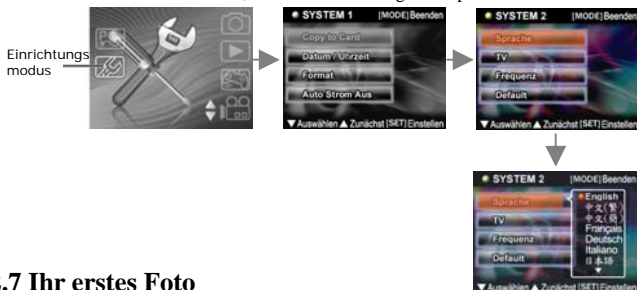 Einrichtungs
modus
SYSTEM 1 [MODE]Beenden
Copy to Card
Datum / Uhrzeit
Format
Auto Strom Aus
▼ Auswählen ▲ Zunächst [SET] Einstellen
SYSTEM 2 [MODE]Beenden
Sprache
TV
Frequenz
Default
▼ Auswählen ▲ Zunächst [SET] Einstellen
SYSTEM 2 [MODE]Beenden
Sprache
TV
Frequenz
Default
English
中文(繁)
中文(簡)
Français
Deutsch
Italiano
日本語
▼ Auswählen ▲ Zunächst [SET] Einstellen
.7 Ihr erstes Foto